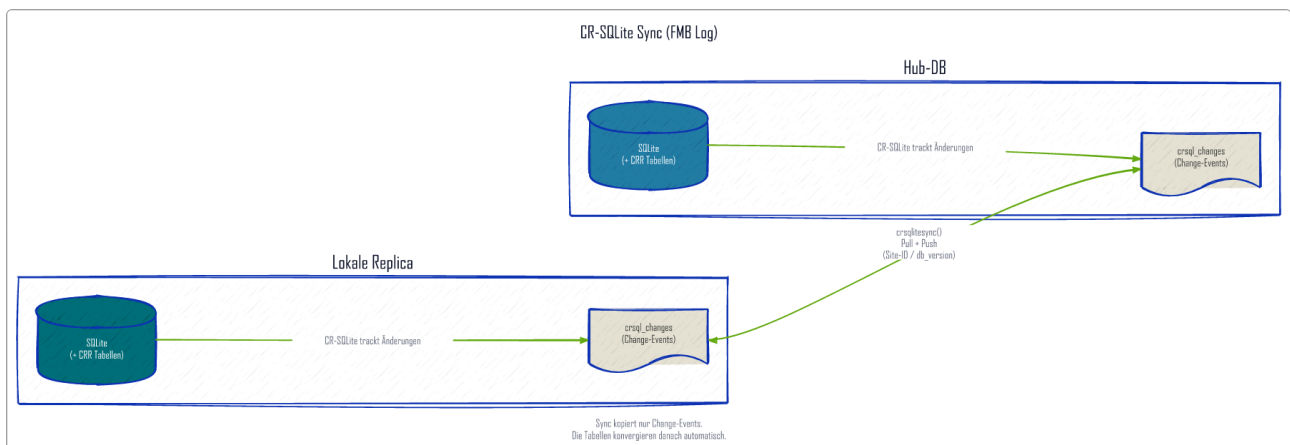 CR-SQLite Sync (FMB Log)
Hub-DB
SQLite
(+ CRR Tabellen)
CR-SQLite trackt Änderungen
crsql_changes
(Change-Events)
crsqlitesync()
Pull + Push
(Site-ID / db_version)
Lokale Replica
SQLite
(+ CRR Tabellen)
CR-SQLite trackt Änderungen
crsql_changes
(Change-Events)
Sync kopiert nur Change-Events.
Die Tabellen konvergieren danach automatisch.